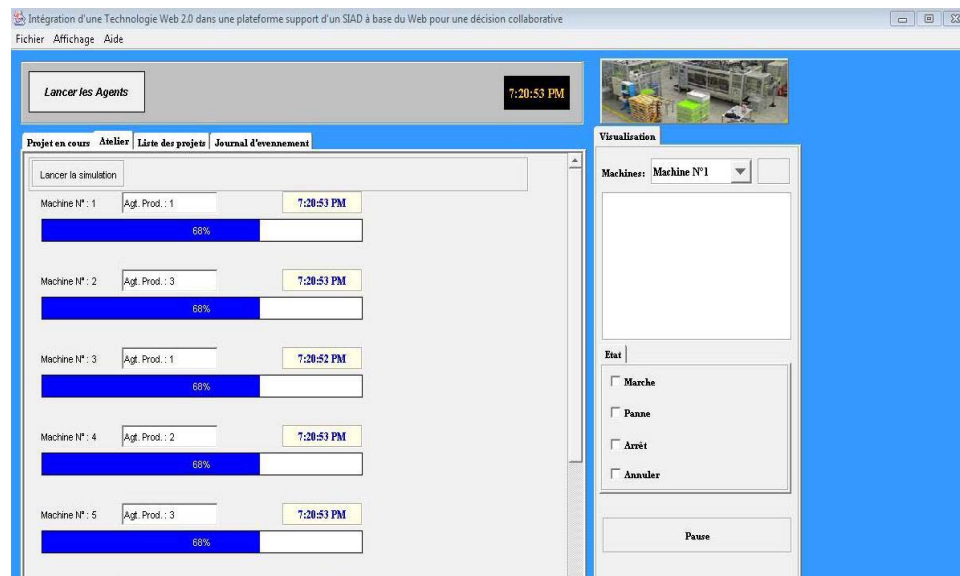 Intégration d'une Technologie Web 2.0 dans une plateforme support d'un SIAD à base du Web pour une décision collaborative
Fichier Affichage Aide
Lancer les Agents
7:20:53 PM
Projet en cours Atelier Liste des projets Journal d'evennement
Lancer la simulation
Machine N° : 1 Agt. Prod. : 1 7:20:53 PM
68%
Machine N° : 2 Agt. Prod. : 3 7:20:53 PM
68%
Machine N° : 3 Agt. Prod. : 1 7:20:52 PM
68%
Machine N° : 4 Agt. Prod. : 2 7:20:53 PM
68%
Machine N° : 5 Agt. Prod. : 3 7:20:53 PM
68%
Visualisation
Machines: Machine N°1
Etat
Marche
Panne
Arrêt
Annuler
Pause